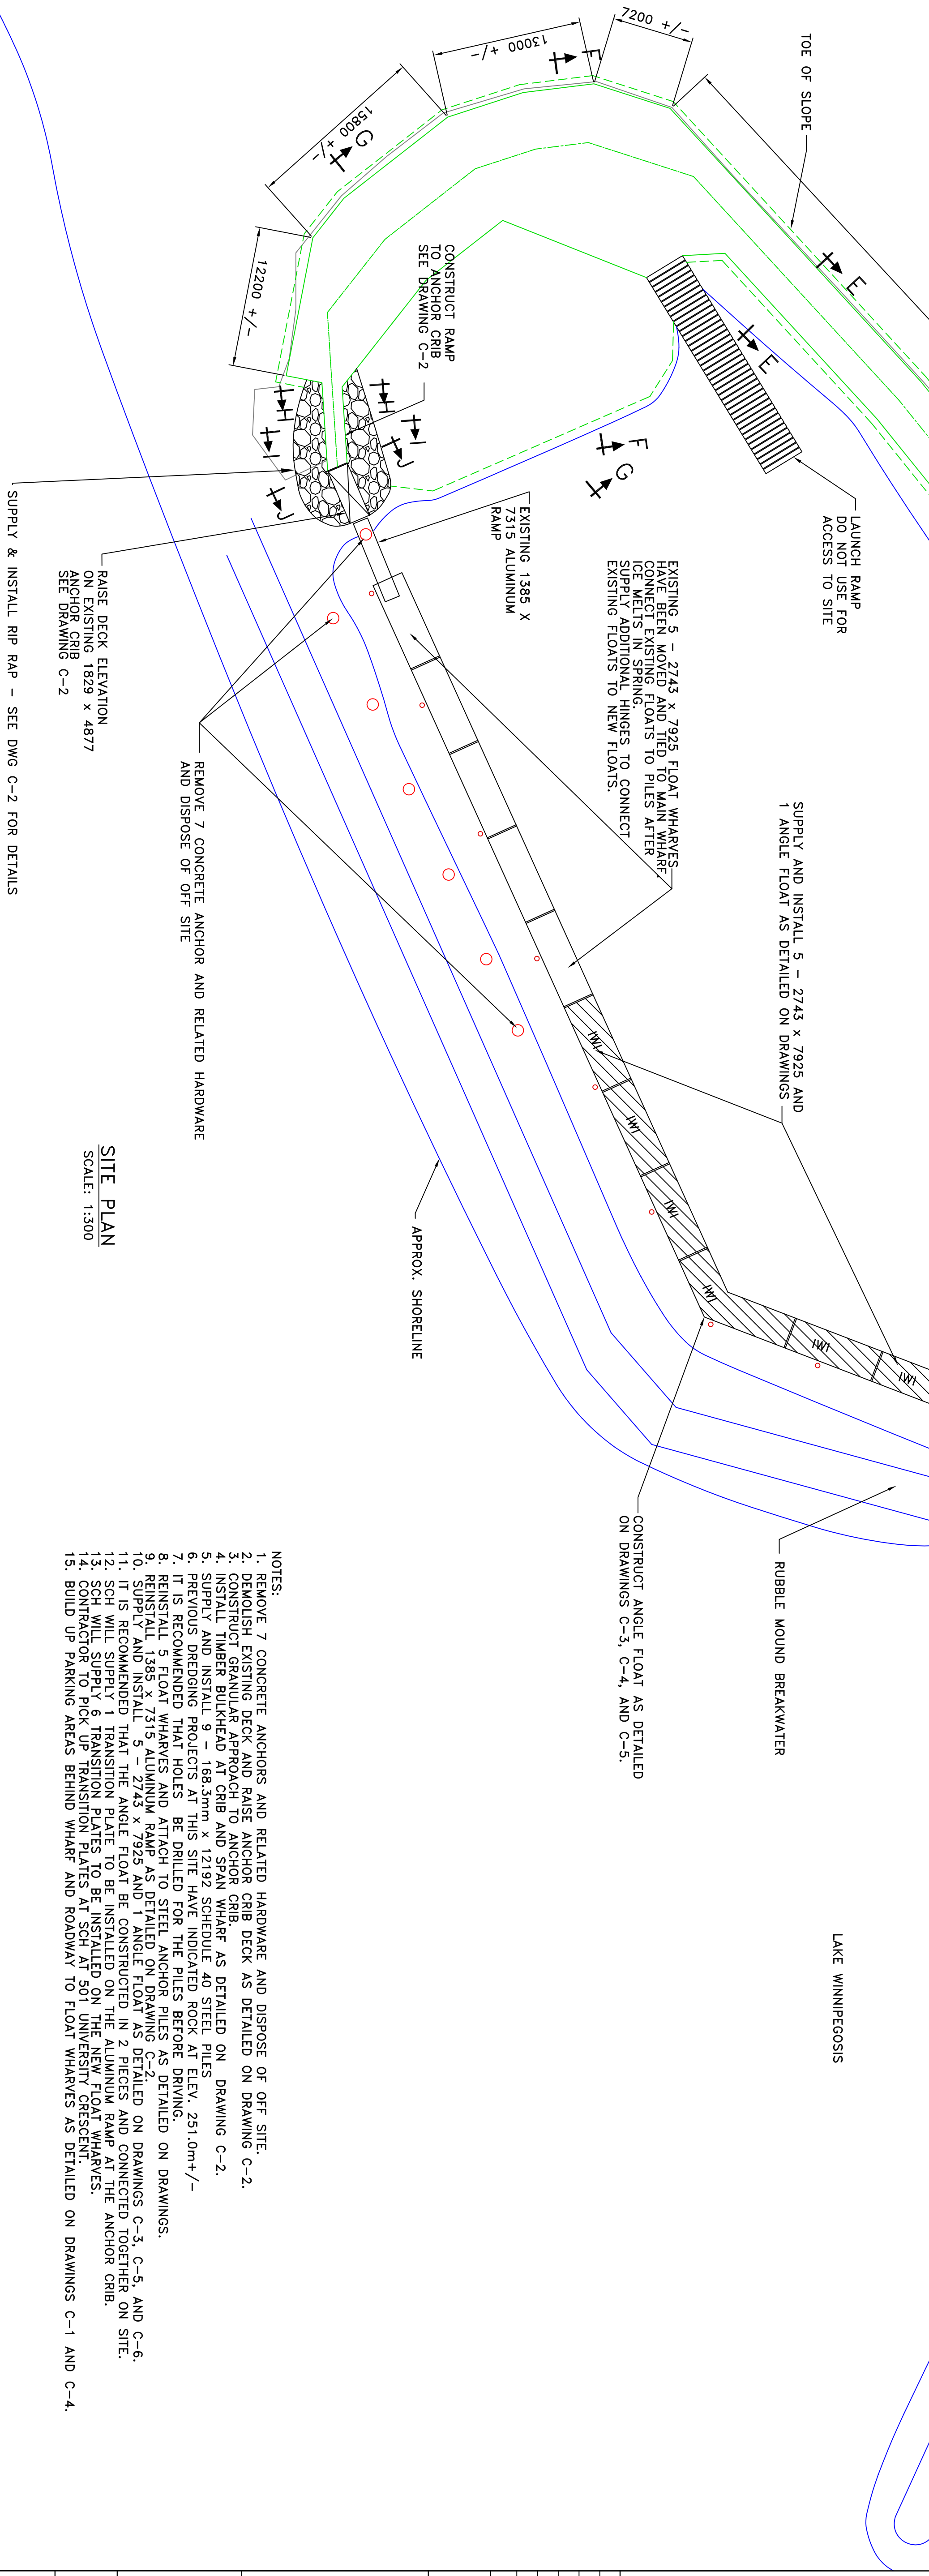 7200 +/-
13000 +/-
15800 +/-
12200 +/-
TOE OF SLOPE
F
G
E
E
F
G
H
I
J
H
I
J
CONSTRUCT RAMP
TO ANCHOR CRIB
SEE DRAWING C-2
LAUNCH RAMP
DO NOT USE FOR
ACCESS TO SITE
EXISTING 1385 X
7315 ALUMINUM
RAMP
EXISTING 5 - 2743 x 7925 FLOAT WHARVES
HAVE BEEN MOVED AND TIED TO MAIN WHARF.
CONNECT EXISTING FLOATS TO PILES AFTER
ICE MELTS IN SPRING.
SUPPLY ADDITIONAL HINGES TO CONNECT
EXISTING FLOATS TO NEW FLOATS.
SUPPLY AND INSTALL 5 - 2743 x 7925 AND
1 ANGLE FLOAT AS DETAILED ON DRAWINGS
SUPPLY & INSTALL RIP RAP - SEE DWG C-2 FOR DETAILS
RAISE DECK ELEVATION
ON EXISTING 1829 x 4877
ANCHOR CRIB
SEE DRAWING C-2
REMOVE 7 CONCRETE ANCHOR AND RELATED HARDWARE
AND DISPOSE OF OFF SITE
IWI
IWI
IWI
IWI
IWI
IWI
APPROX. SHORELINE
SITE PLAN
SCALE: 1:300
CONSTRUCT ANGLE FLOAT AS DETAILED
ON DRAWINGS C-3, C-4, AND C-5.
RUBBLE MOUND BREAKWATER
LAKE WINNIPEGOSIS
NOTES:
1. REMOVE 7 CONCRETE ANCHORS AND RELATED HARDWARE AND DISPOSE OF OFF SITE.
2. DEMOLISH EXISTING DECK AND RAISE ANCHOR CRIB DECK AS DETAILED ON DRAWING C-2.
3. CONSTRUCT GRANULAR APPROACH TO ANCHOR CRIB.
4. INSTALL TIMBER BULKHEAD AT CRIB AND SPAN WHARF AS DETAILED ON DRAWING C-2.
5. SUPPLY AND INSTALL 9 - 168.3mm x 12192 SCHEDULE 40 STEEL PILES
6. PREVIOUS DREDGING PROJECTS AT THIS SITE HAVE INDICATED ROCK AT ELEV. 251.0m+/-
7. IT IS RECOMMENDED THAT HOLES BE DRILLED FOR THE PILES BEFORE DRIVING.
8. REINSTALL 5 FLOAT WHARVES AND ATTACH TO STEEL ANCHOR PILES AS DETAILED ON DRAWINGS.
9. REINSTALL 1385 x 7315 ALUMINUM RAMP AS DETAILED ON DRAWING C-2.
10. SUPPLY AND INSTALL 5 - 2743 x 7925 AND 1 ANGLE FLOAT AS DETAILED ON DRAWINGS C-3, C-5, AND C-6.
11. IT IS RECOMMENDED THAT THE ANGLE FLOAT BE CONSTRUCTED IN 2 PIECES AND CONNECTED TOGETHER ON SITE.
12. SCH WILL SUPPLY 1 TRANSITION PLATE TO BE INSTALLED ON THE ALUMINUM RAMP AT THE ANCHOR CRIB.
13. SCH WILL SUPPLY 6 TRANSITION PLATES TO BE INSTALLED ON THE NEW FLOAT WHARVES.
14. CONTRACTOR TO PICK UP TRANSITION PLATES AT SCH AT 501 UNIVERSITY CRESCENT.
15. BUILD UP PARKING AREAS BEHIND WHARF AND ROADWAY TO FLOAT WHARVES AS DETAILED ON DRAWINGS C-1 AND C-4.